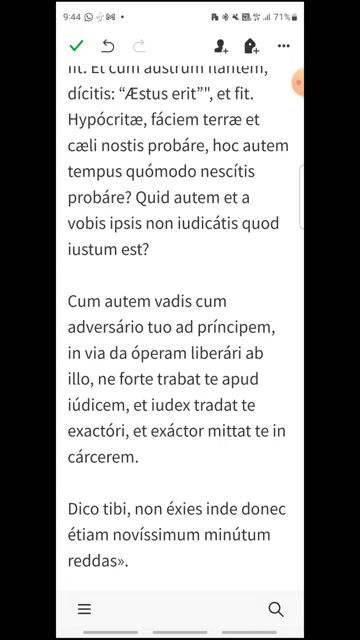 9:44
71%
fit. Et cum austrum flantem,
dícitis: “Æstus erit”", et fit.
Hypócritæ, fáciem terræ et
cæli nostis probáre, hoc autem
tempus quómodo nescítis
probáre? Quid autem et a
vobis ipsis non iudicátis quod
iustum est?
Cum autem vadis cum
adversário tuo ad príncipem,
in via da óperam liberári ab
illo, ne forte trabat te apud
iúdicem, et iudex tradat te
exactóri, et exáctor mittat te in
cárcerem.
Dico tibi, non éxies inde donec
étiam novíssimum minútum
reddas».